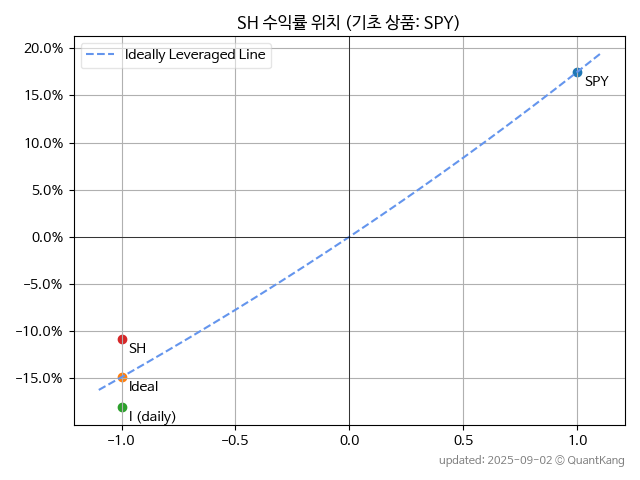 SH 수익률 위치 (기초 상품: SPY)
20.0%
15.0%
10.0%
5.0%
0.0%
−5.0%
−10.0%
−15.0%
Ideally Leveraged Line
SPY
SH
Ideal
I (daily)
−1.0
−0.5
0.0
0.5
1.0
updated: 2025-09-02 © QuantKang